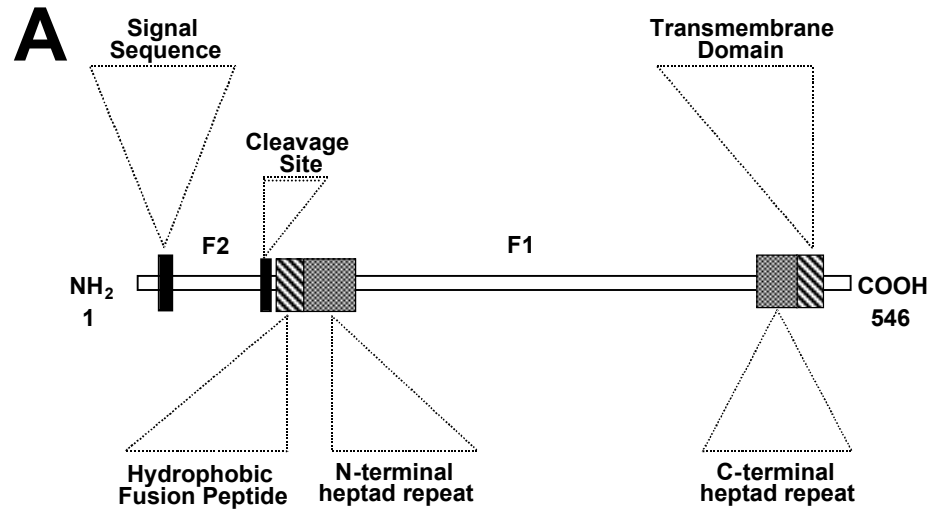 A
Signal
Sequence
Transmembrane
Domain
Cleavage
Site
F2
F1
NH2
1
COOH
546
Hydrophobic
Fusion Peptide
N-terminal
heptad repeat
C-terminal
heptad repeat